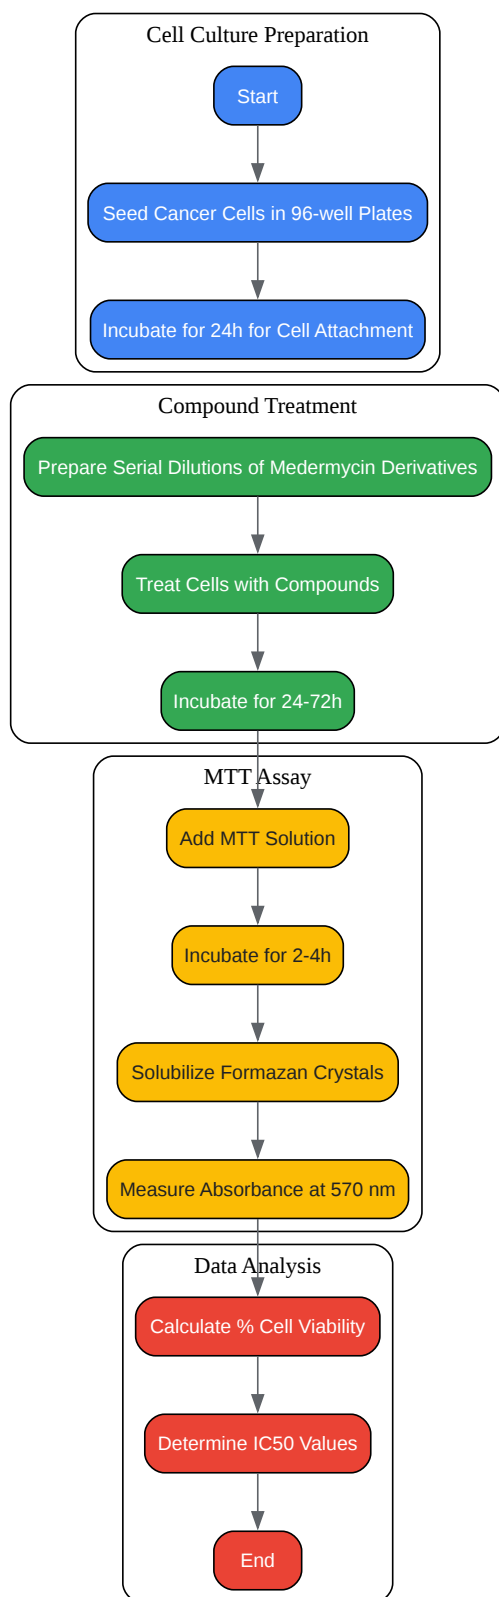 Cell Culture Preparation
Start
Seed Cancer Cells in 96-well Plates
Incubate for 24h for Cell Attachment
Compound Treatment
Prepare Serial Dilutions of Medermycin Derivatives
Treat Cells with Compounds
Incubate for 24-72h
MTT Assay
Add MTT Solution
Incubate for 2-4h
Solubilize Formazan Crystals
Measure Absorbance at 570 nm
Data Analysis
Calculate % Cell Viability
Determine IC50 Values
End